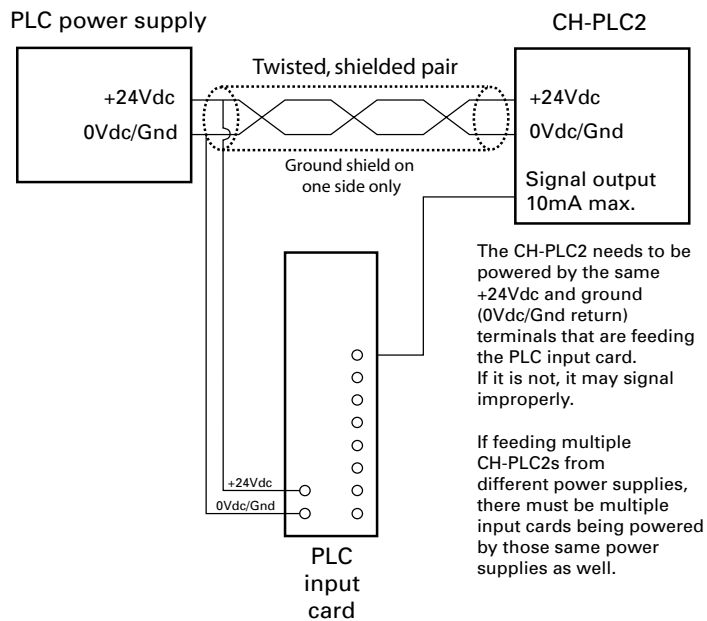 PLC power supply
CH-PLC2
Twisted, shielded pair
+24Vdc
0Vdc/Gnd
+24Vdc
0Vdc/Gnd
Ground shield on
one side only
Signal output
10mA max.
The CH-PLC2 needs to be
powered by the same
+24Vdc and ground
(0Vdc/Gnd return)
terminals that are feeding
the PLC input card.
If it is not, it may signal
improperly.
If feeding multiple
CH-PLC2s from
different power supplies,
there must be multiple
input cards being powered
by those same power
supplies as well.
+24Vdc
0Vdc/Gnd
PLC
input
card